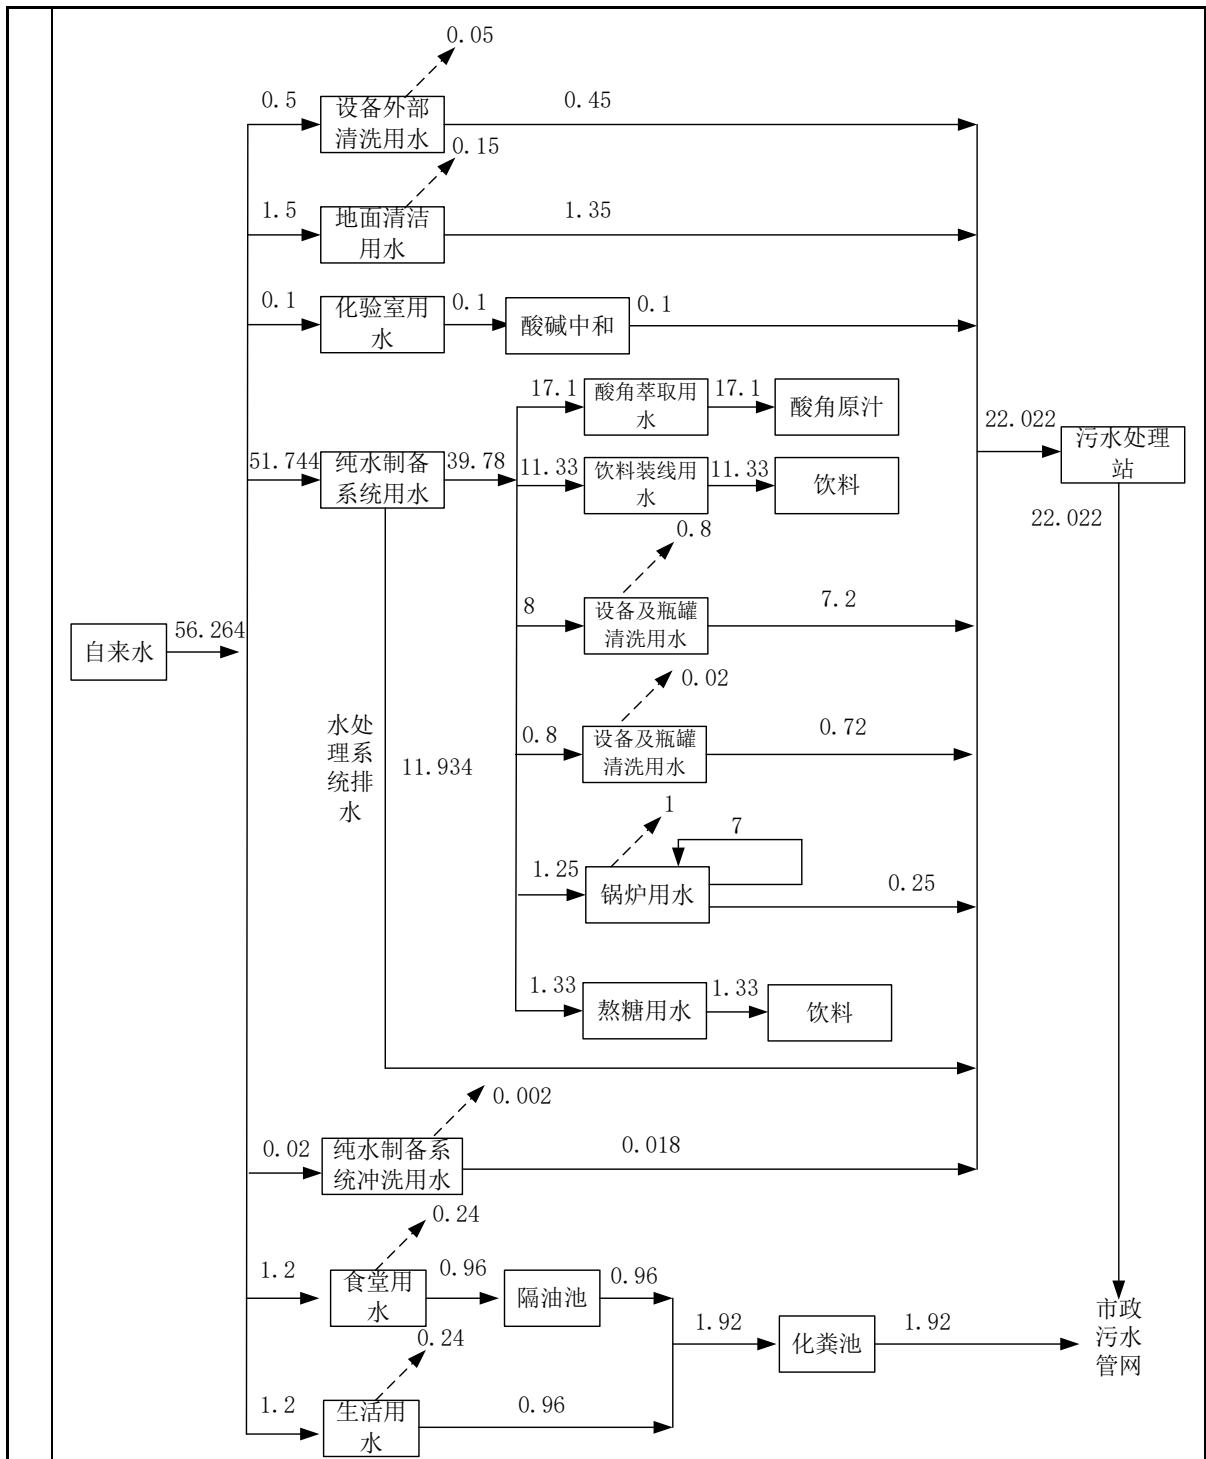 0.05
0.5
设备外部
清洗用水
0.45
0.15
1.5
地面清洁
用水
1.35
0.1
化验室用
水
0.1
酸碱中和
0.1
17.1
酸角萃取用
水
17.1
酸角原汁
22.022
污水处理
站
51.744
纯水制备
系统用水
39.78
11.33
饮料装线用
水
11.33
饮料
22.022
0.8
8
设备及瓶罐
清洗用水
7.2
自来水
56.264
0.02
水处
理系
统排
水
11.934
0.8
设备及瓶罐
清洗用水
0.72
1
7
1.25
锅炉用水
0.25
1.33
熬糖用水
1.33
饮料
0.002
0.02
纯水制备系
统冲洗用水
0.018
0.24
1.2
食堂用
水
0.96
隔油池
0.96
0.24
1.92
化粪池
1.92
市政
污水
管网
1.2
生活用
水
0.96